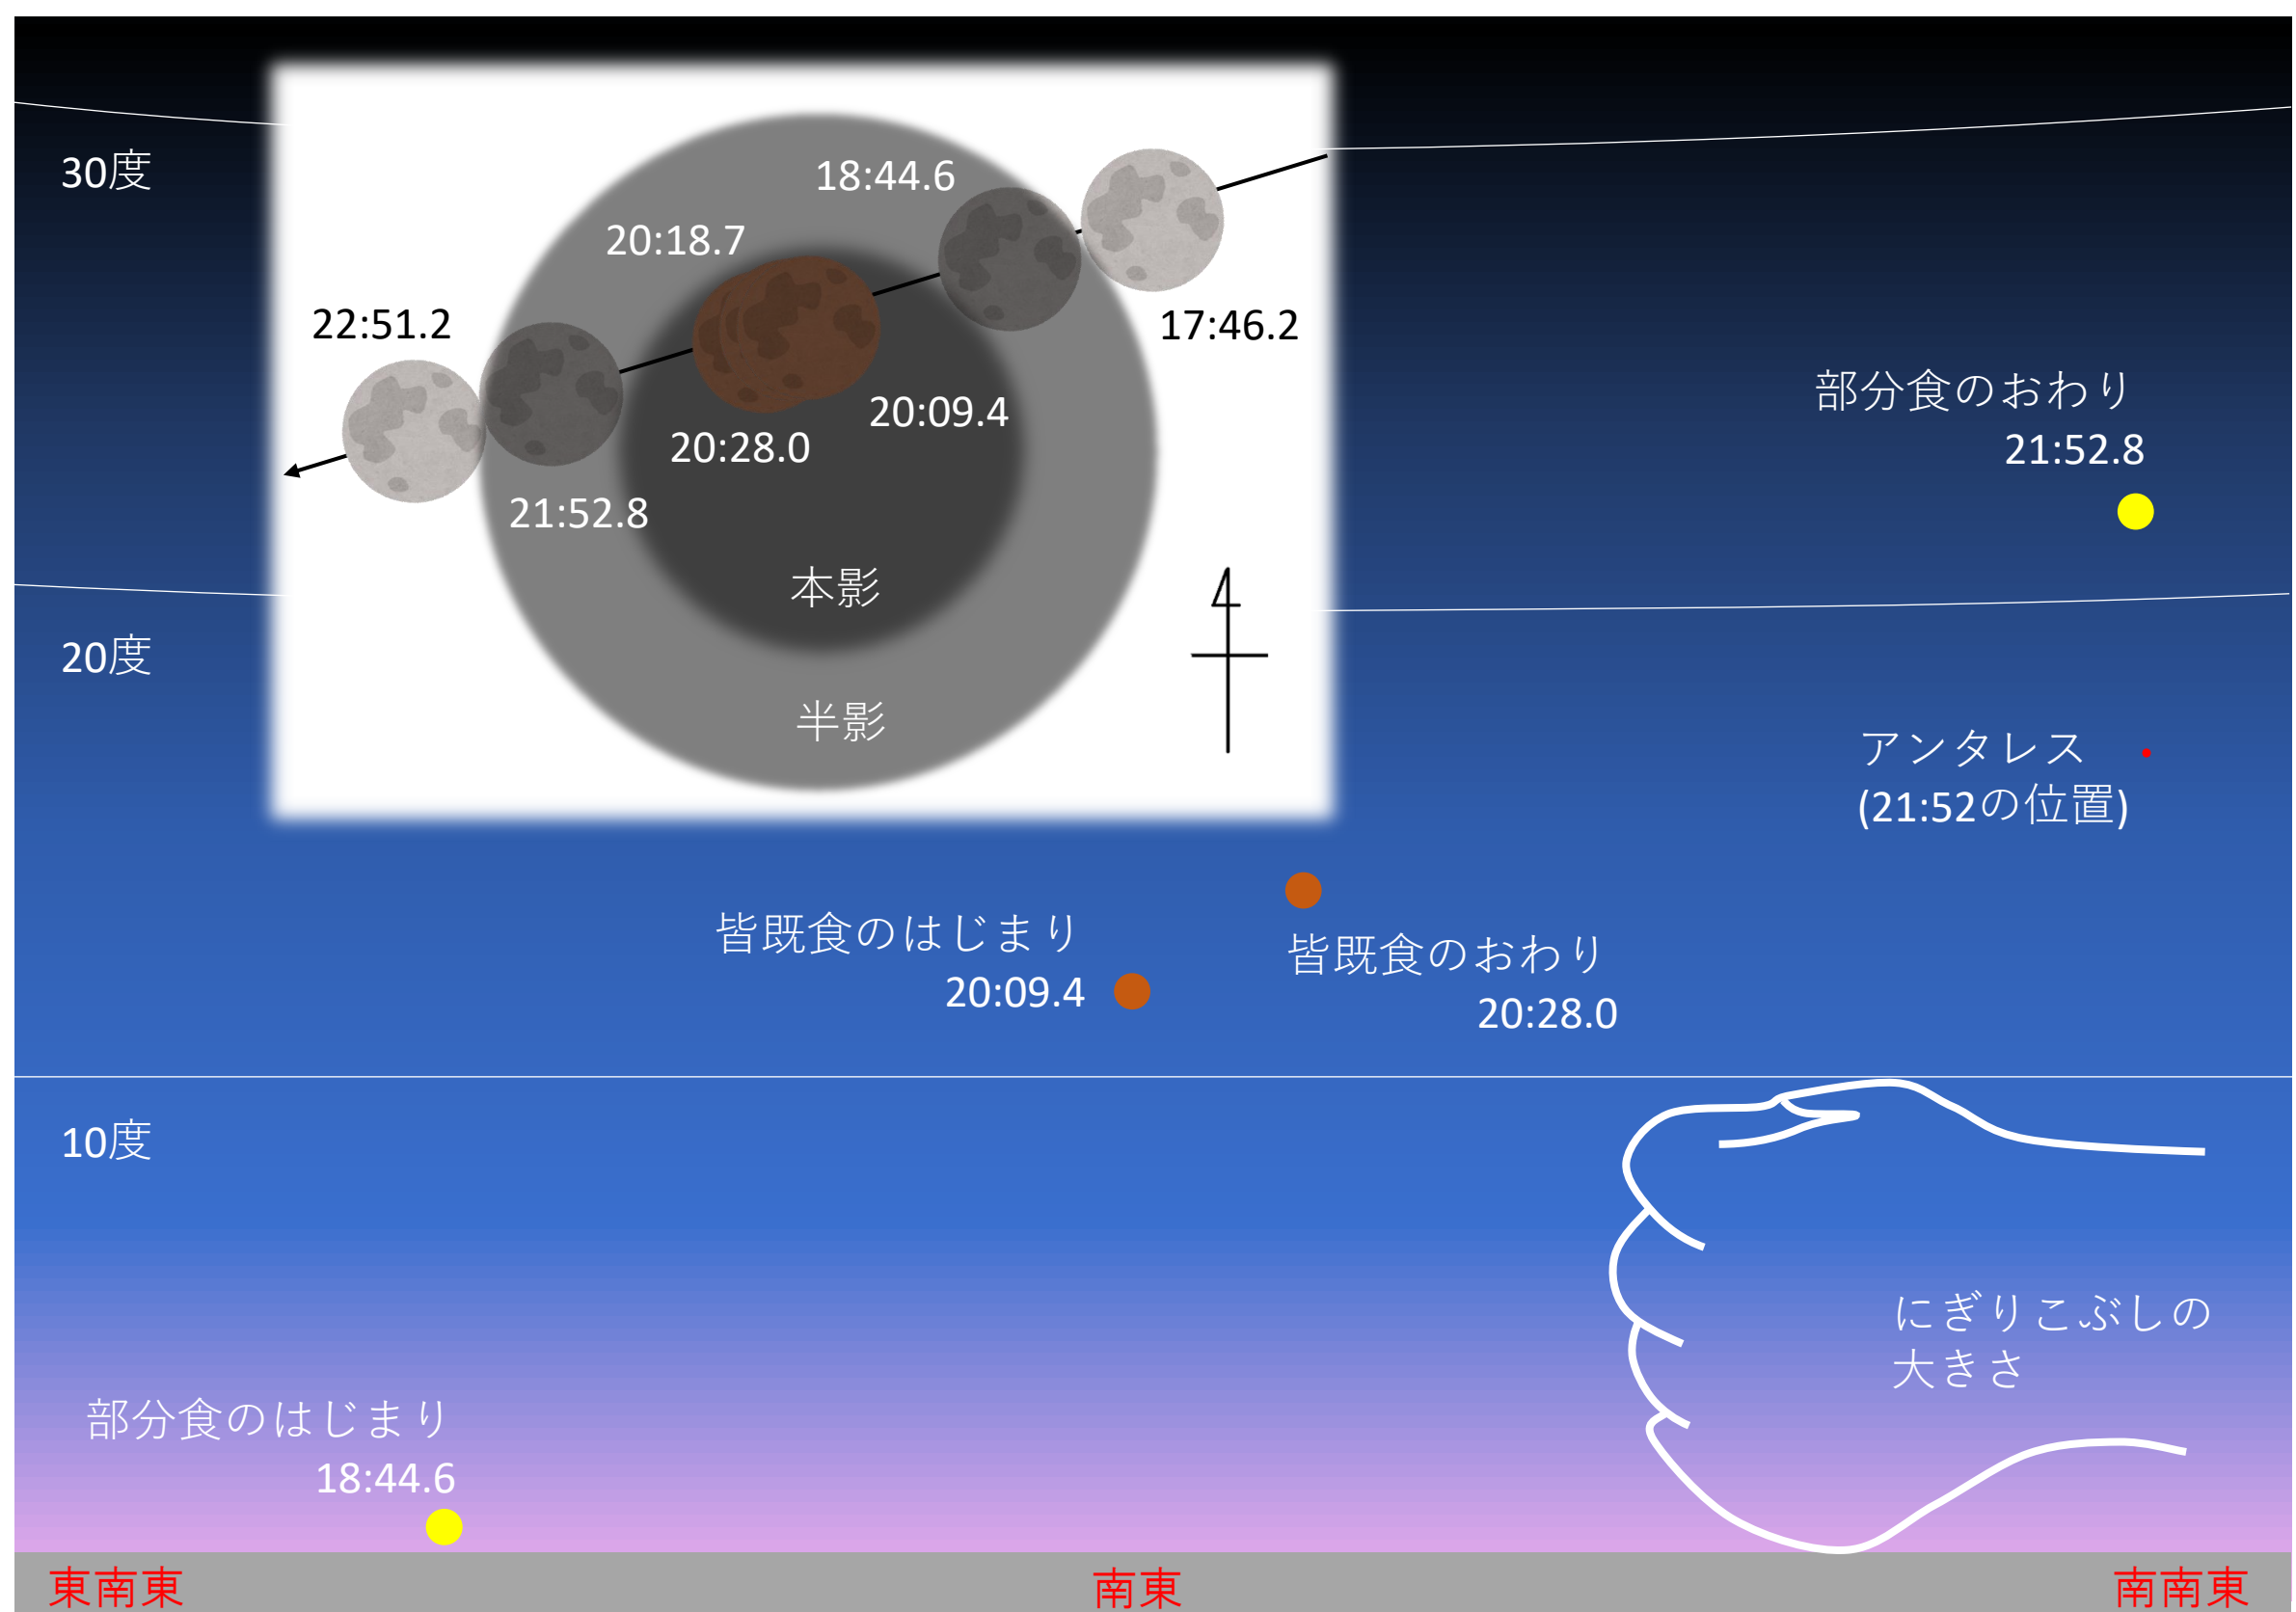 30度
18:44.6
20:18.7
22:51.2
17:46.2
20:09.4
20:28.0
21:52.8
本影
半影
部分食のおわり
21:52.8
20度
アンタレス
(21:52の位置)
皆既食のはじまり
20:09.4
皆既食のおわり
20:28.0
10度
にぎりこぶしの
大きさ
部分食のはじまり
18:44.6
東南東
南東
南南東